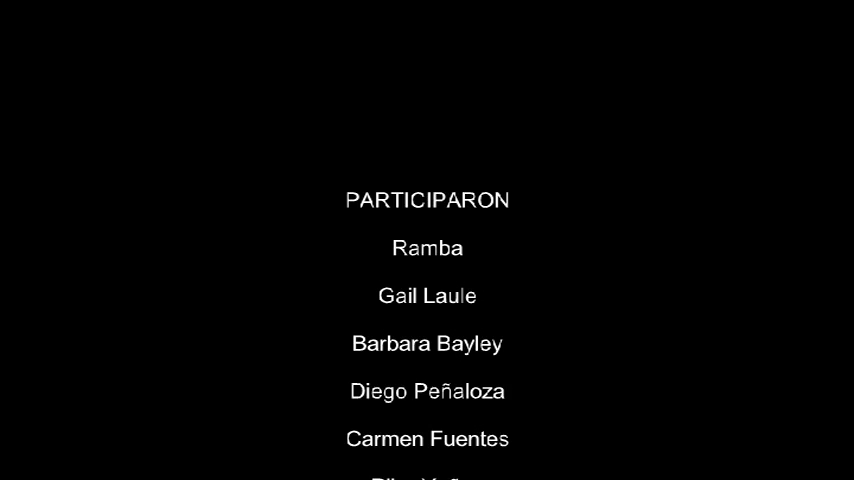 PARTICIPARON
Ramba
Gail Laule
Barbara Bayley
Diego Peñaloza
Carmen Fuentes